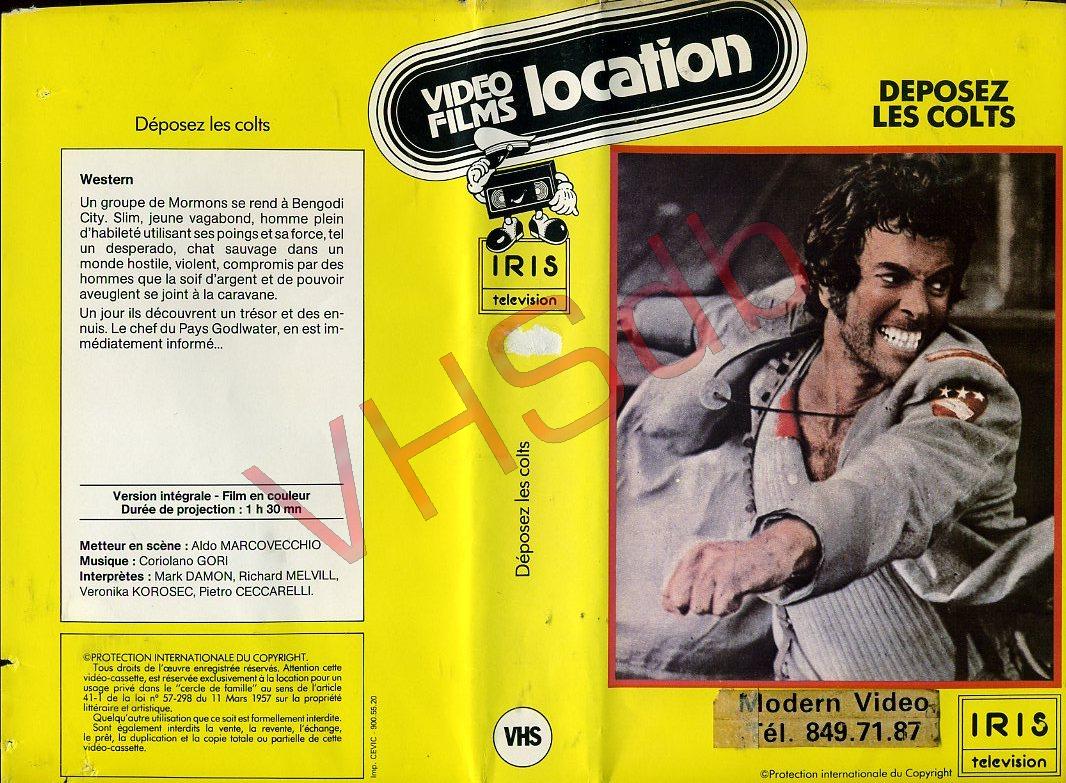 Déposez les colts
Western
Un groupe de Mormons se rend à Bengodi
City. Slim, jeune vagabond, homme plein
d'habileté utilisant ses poings et sa force, tel
un desperado, chat sauvage dans un
monde hostile, violent, compromis par des
hommes que la soif d'argent et de pouvoir
aveuglent se joint à la caravane.
Un jour ils découvrent un trésor et des en-
nuis. Le chef du Pays Godlwater, en est im-
médiatement informé...
Version intégrale - Film en couleur
Durée de projection : 1 h 30 mn
Metteur en scène : Aldo MARCOVECCHIO
Musique : Coriolano GORI
Interprètes : Mark DAMON, Richard MELVILL,
Veronika KOROSEC, Pietro CECCARELLI.
©PROTECTION INTERNATIONALE DU COPYRIGHT.
Tous droits de l'œuvre enregistrée réservés. Attention cette
vidéo-cassette, est réservée exclusivement à la location pour un
usage privé dans le "cercle de famille" au sens de l'article
41-1 de la loi n° 57-298 du 11 Mars 1957 sur la propriété
littéraire et artistique.
Quelqu'autre utilisation que ce soit est formellement interdite.
Sont également interdits la vente, la revente, l'échange,
le prêt, la duplication et la copie totale ou partielle de cette
vidéo-cassette.
Imp. CEVIC - 900.55.20
VIDEO
FILMS
location
IRIS
television
Déposez les colts
VHS
DEPOSEZ
LES COLTS
Modern Video
Tél. 849.71.87
IRIS
television
©Protection internationale du Copyright
VHSdb